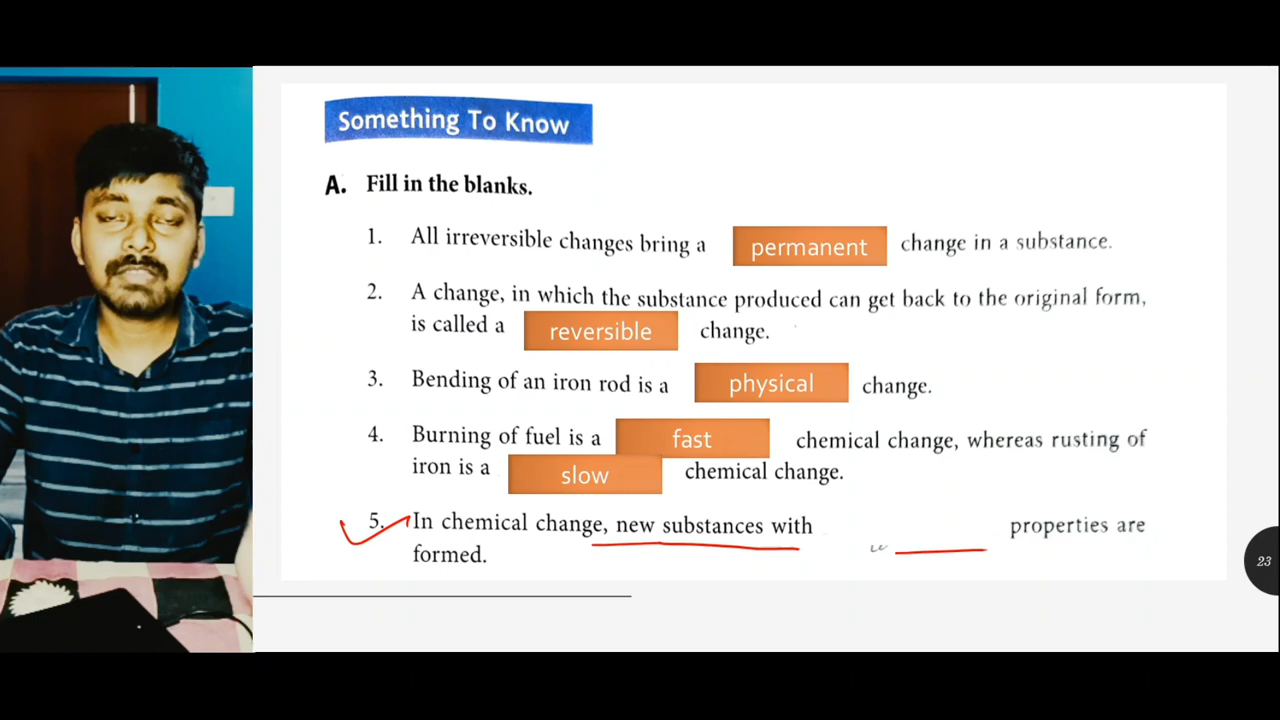 Something To Know
A. Fill in the blanks.
1. All irreversible changes bring a permanent change in a substance.
2. A change, in which the substance produced can get back to the original form,
is called a reversible change.
3. Bending of an iron rod is a physical change.
4. Burning of fuel is a fast chemical change, whereas rusting of
iron is a slow chemical change.
5. In chemical change, new substances with properties are
formed.
23